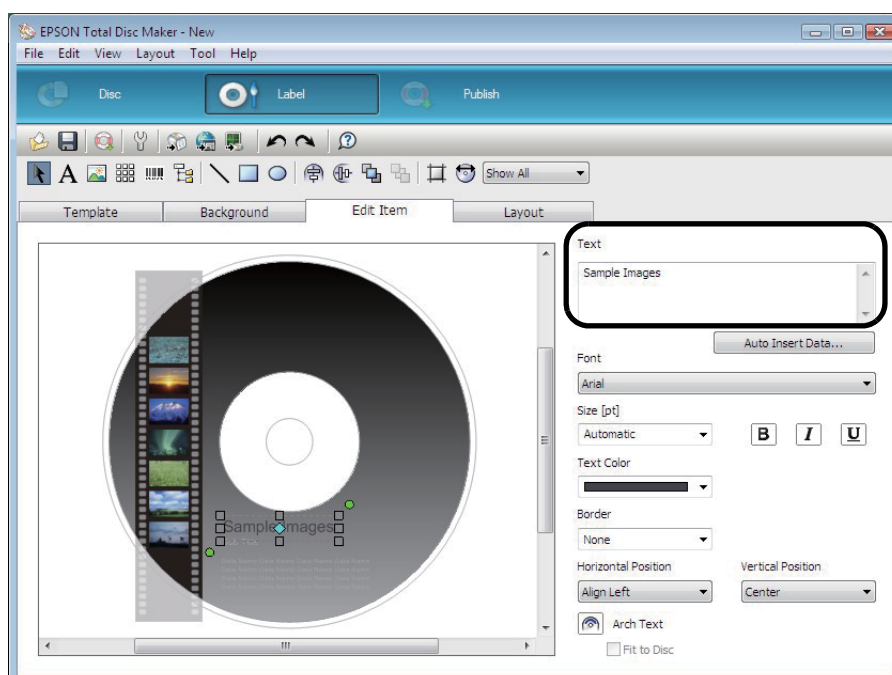 EPSON Total Disc Maker - New
File Edit View Layout Tool Help
Disc Label Publish
Show All
Template Background Edit Item Layout
Text
Sample Images
Auto Insert Data...
Font
Arial
Size [pt]
Automatic B I U
Text Color
Border
None
Horizontal Position Vertical Position
Align Left Center
Arch Text
Fit to Disc
Sample Images